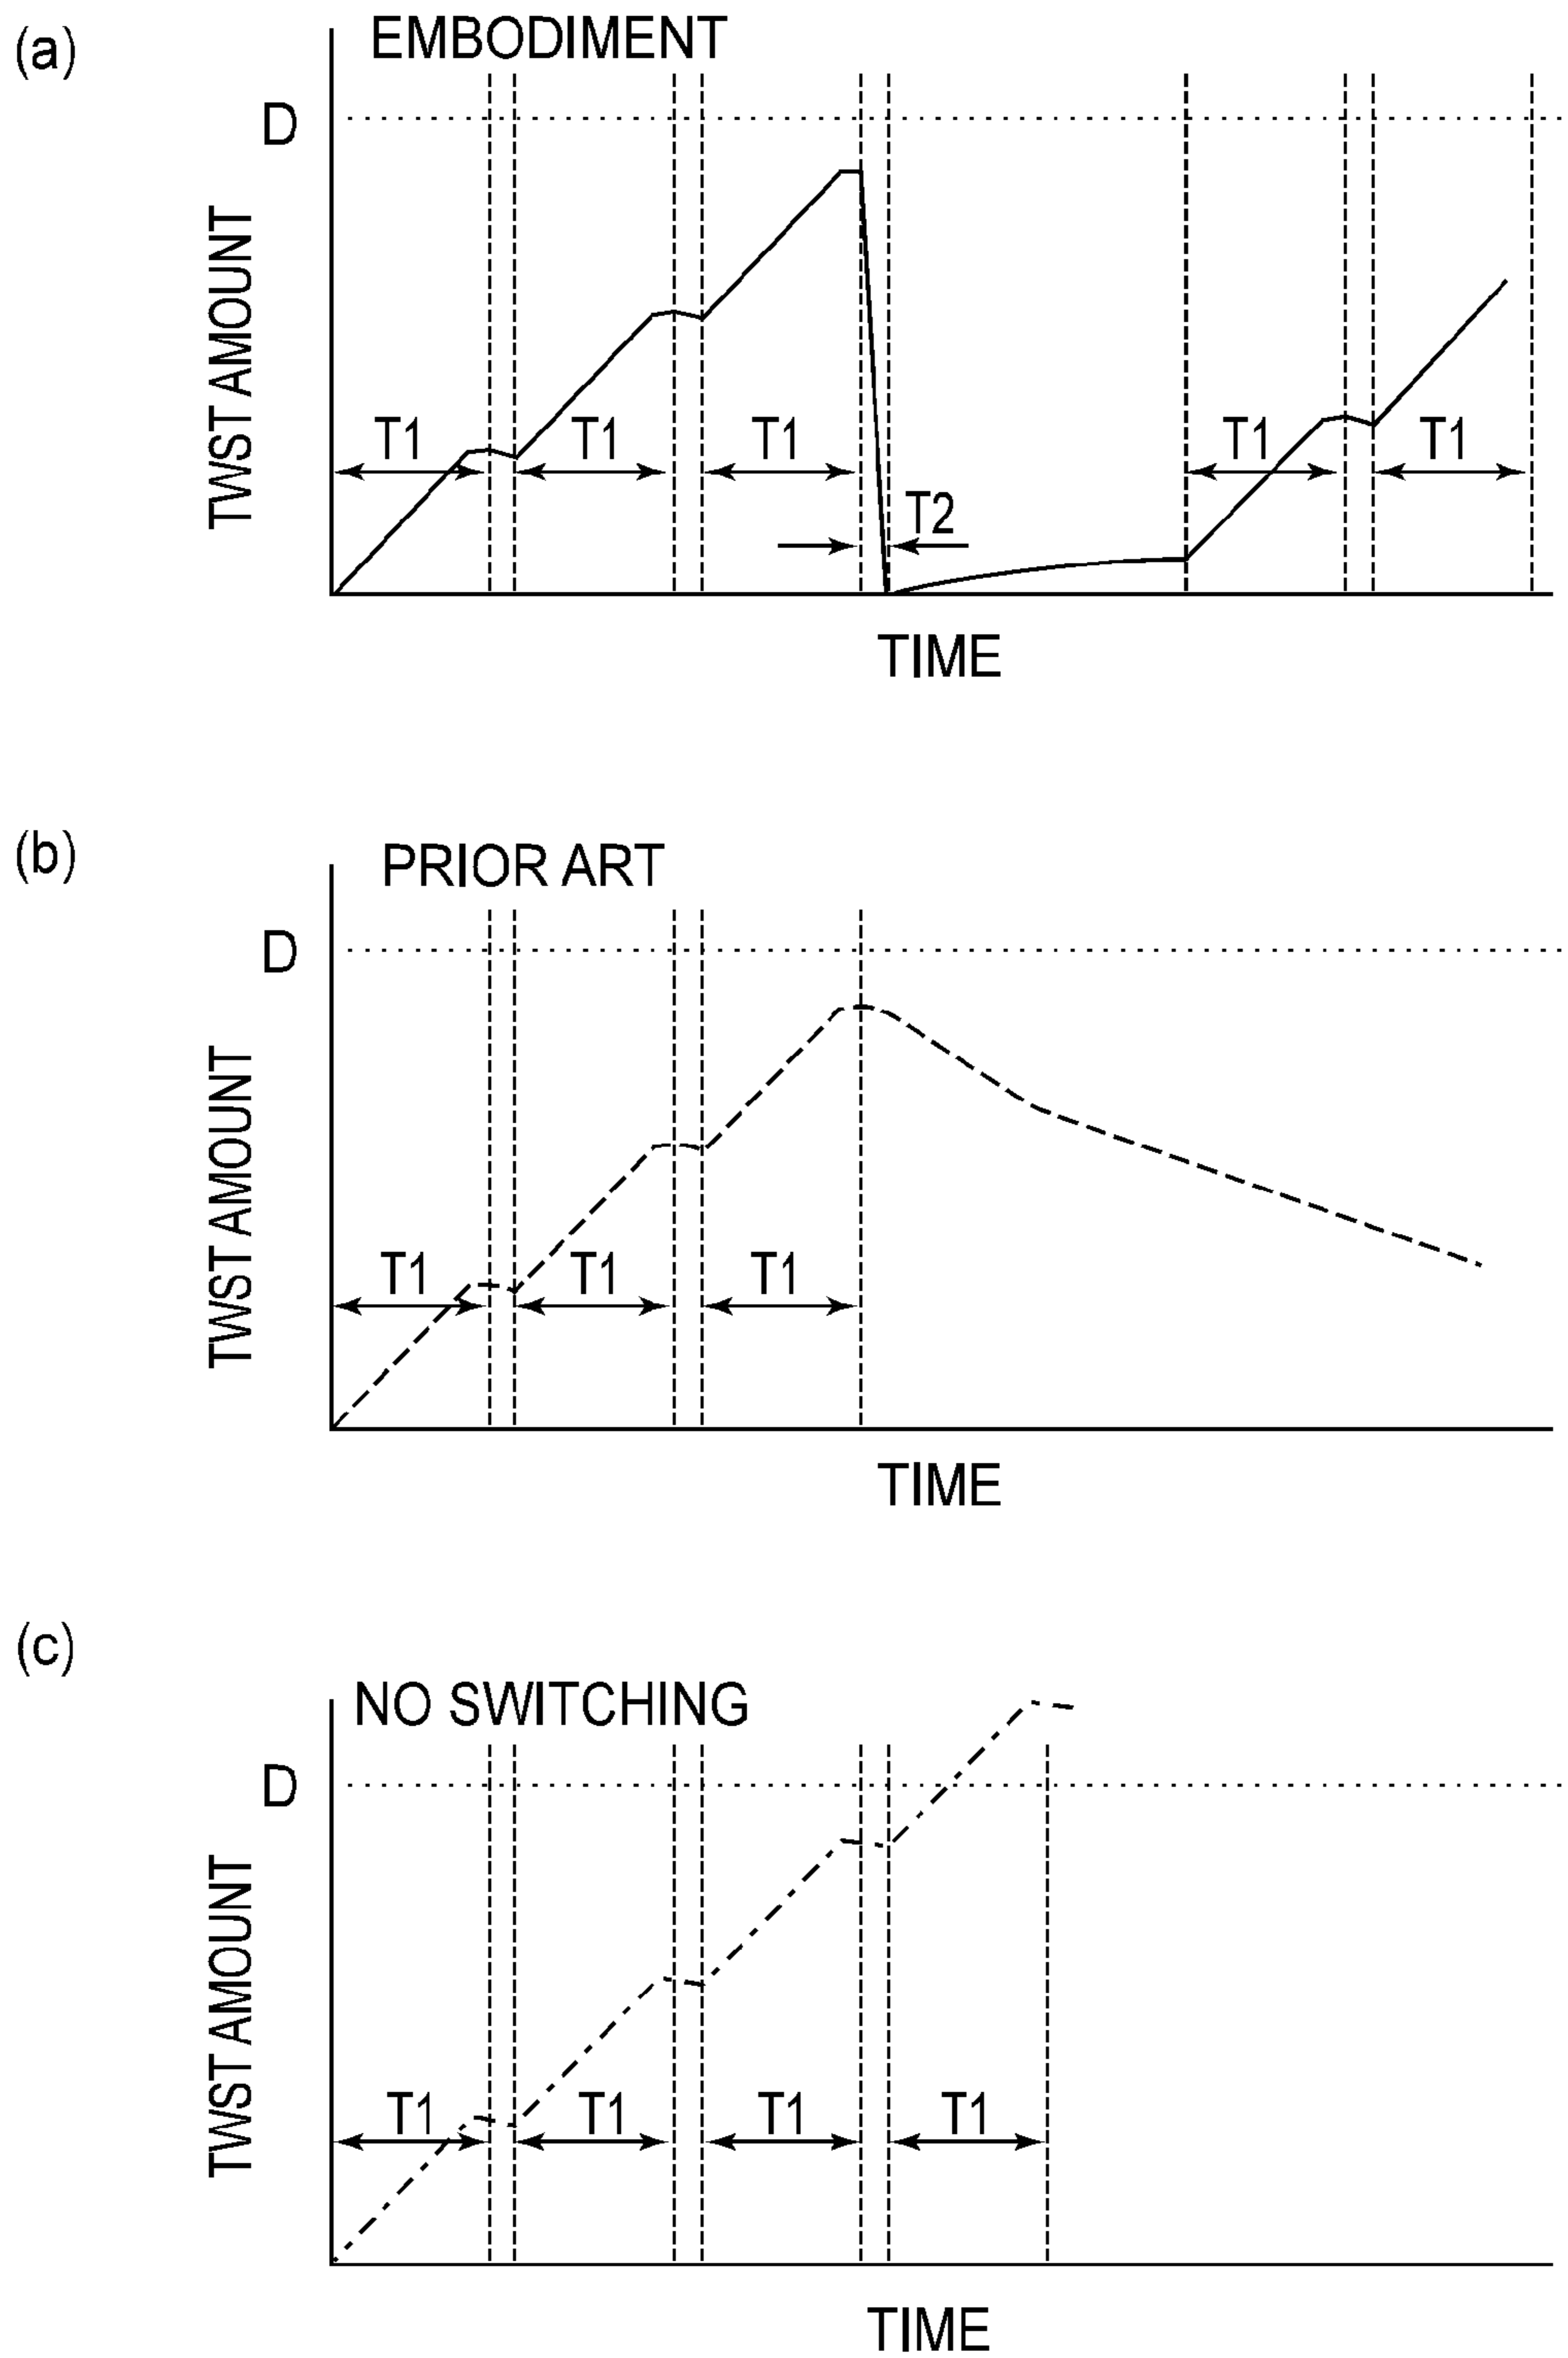 (a)
EMBODIMENT
D
TWST AMOUNT
T1 T1 T1 T1 T1
T2
TIME
(b)
PRIOR ART
D
TWST AMOUNT
T1 T1 T1
TIME
(c)
NO SWITCHING
D
TWST AMOUNT
T1 T1 T1 T1
TIME